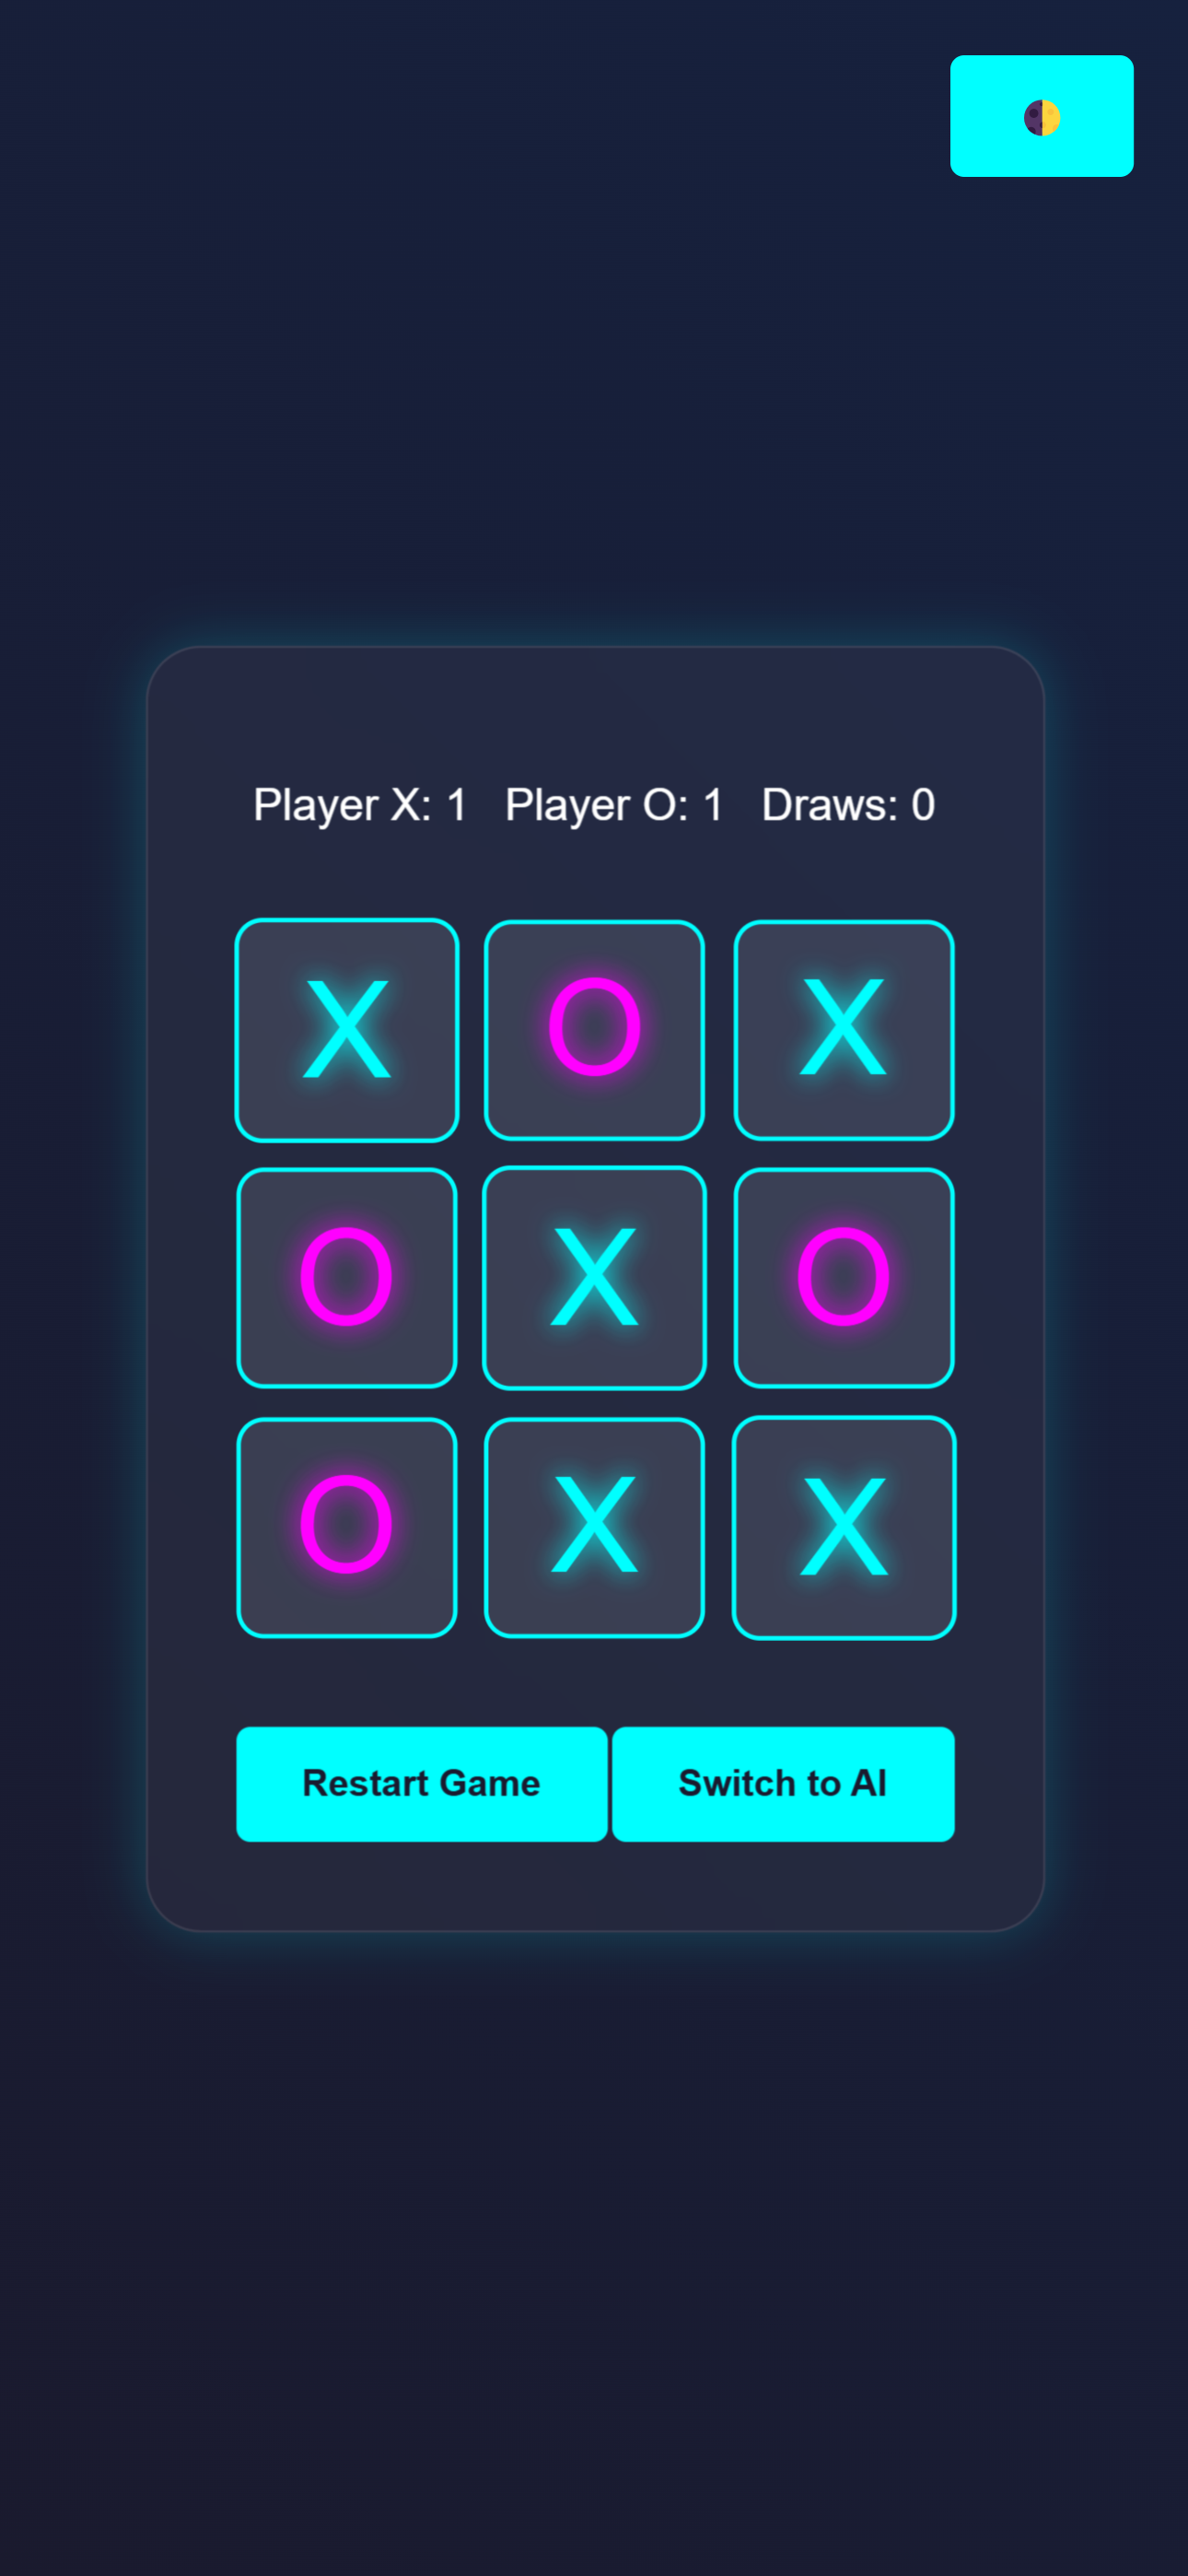 Player X: 1 Player O: 1 Draws: 0
X O X
O X O
O X X
Restart Game Switch to AI